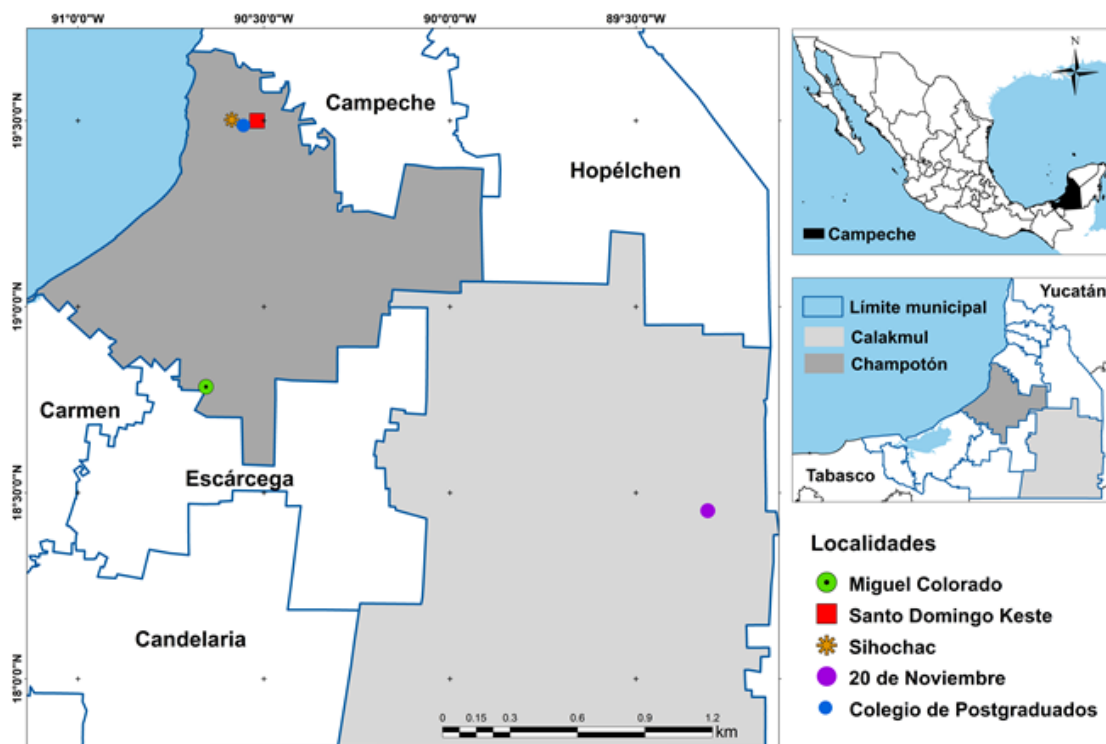 91°0'0"W 90°30'0"W 90°0'0"W 89°30'0"W
19°30'0"N
19°0'0"N
18°30'0"N
18°0'0"N
Campeche
Hopélchen
Carmen
Escárcega
Candelaria
0 0.15 0.3 0.6 0.9 1.2
km
N
Campeche
Límite municipal
Calakmul
Champotón
Yucatán
Tabasco
Localidades
Miguel Colorado
Santo Domingo Keste
Sihochac
20 de Noviembre
Colegio de Postgraduados